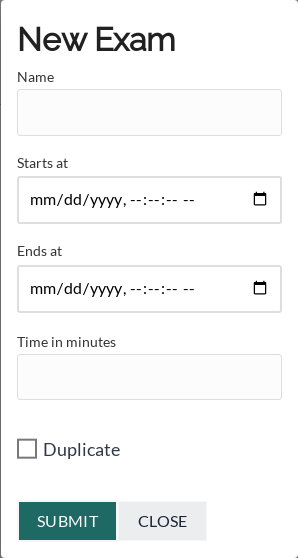 New Exam
Name
Starts at
mm/dd/yyyy, --:--:-- --
Ends at
mm/dd/yyyy, --:--:-- --
Time in minutes
Duplicate
SUBMIT CLOSE